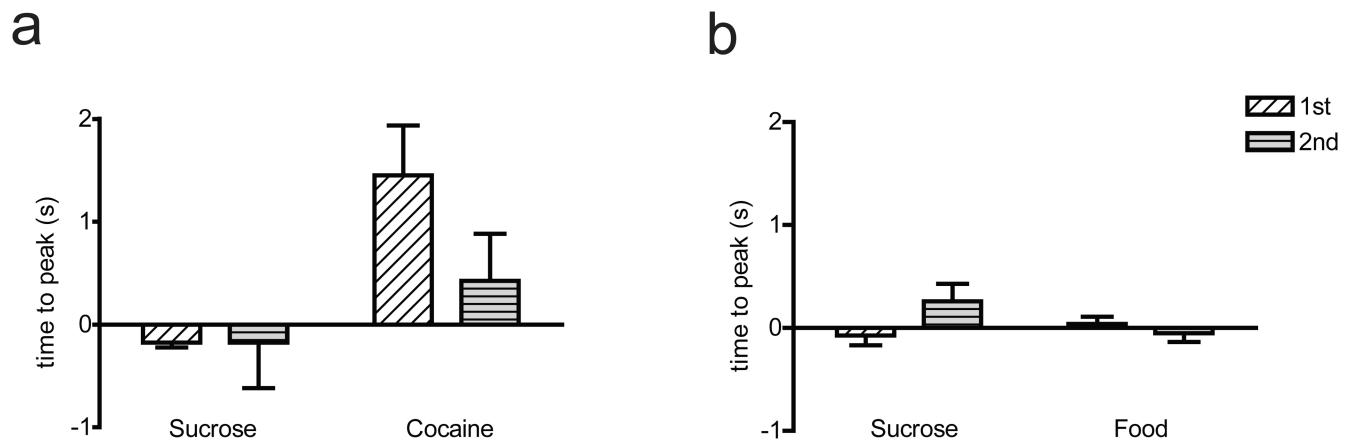 a
2
1
0
-1
time to peak (s)
Sucrose
Cocaine
b
2
1
0
-1
time to peak (s)
Sucrose
Food
1st
2nd